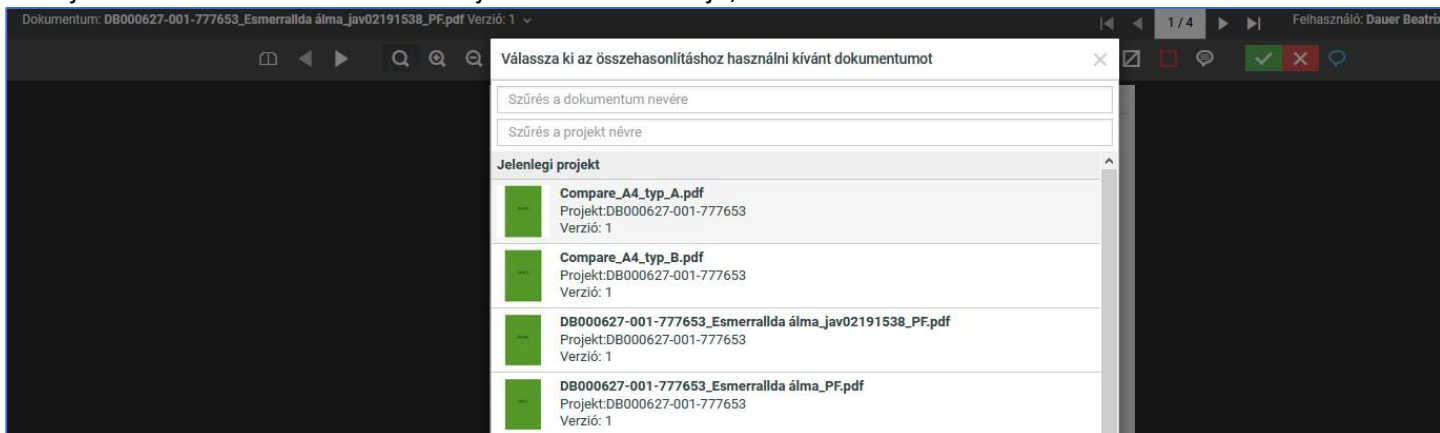 Dokumentum: DB000627-001-777653_Esmerrallda álma_jav02191538_PF.pdf Verzió: 1
1 / 4
Felhasználó: Dauer Beatrix
Válassza ki az összehasonlításhoz használni kívánt dokumentumot
Szűrés a dokumentum nevére
Szűrés a projekt névre
Jelenlegi projekt
Compare_A4_typ_A.pdf
Projekt:DB000627-001-777653
Verzió: 1
Compare_A4_typ_B.pdf
Projekt:DB000627-001-777653
Verzió: 1
DB000627-001-777653_Esmerrallda álma_jav02191538_PF.pdf
Projekt:DB000627-001-777653
Verzió: 1
DB000627-001-777653_Esmerrallda álma_PF.pdf
Projekt:DB000627-001-777653
Verzió: 1